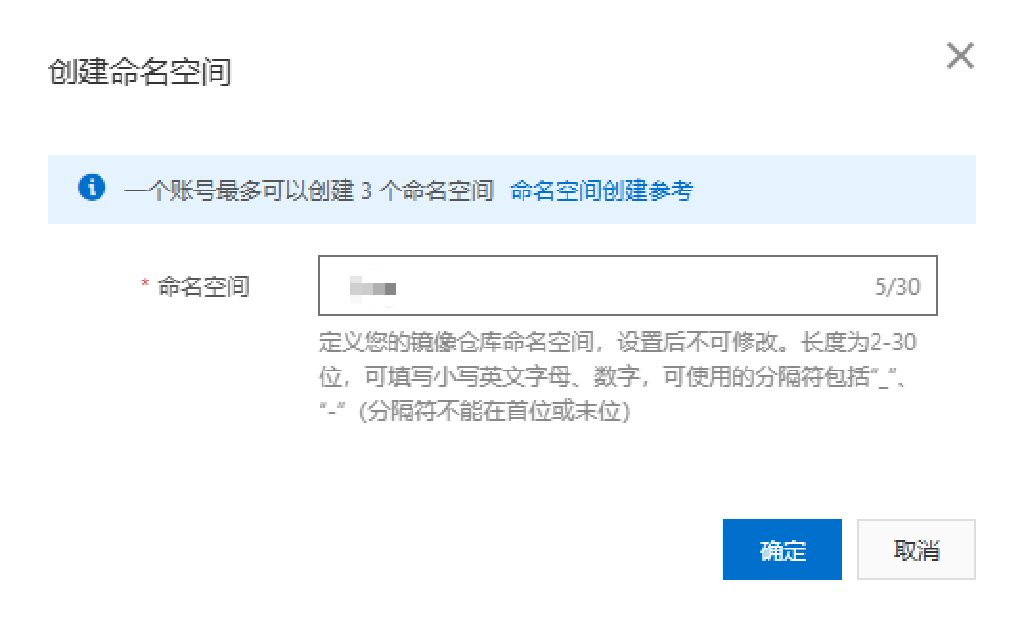 创建命名空间
一个账号最多可以创建 3 个命名空间 命名空间创建参考
* 命名空间
5/30
定义您的镜像仓库命名空间，设置后不可修改。长度为2-30
位，可填写小写英文字母、数字，可使用的分隔符包括“_”、
“-”（分隔符不能在首位或末位）
确定
取消